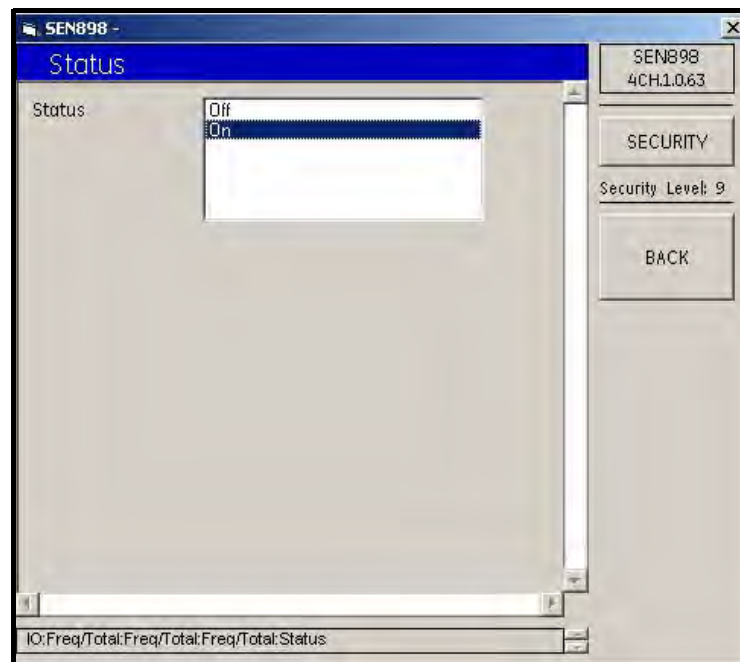 SEN898 -
Status
SEN898
4CH.1.0.63
Status
Off
On
SECURITY
Security Level: 9
BACK
IO:Freq/Total:Freq/Total:Freq/Total:Status